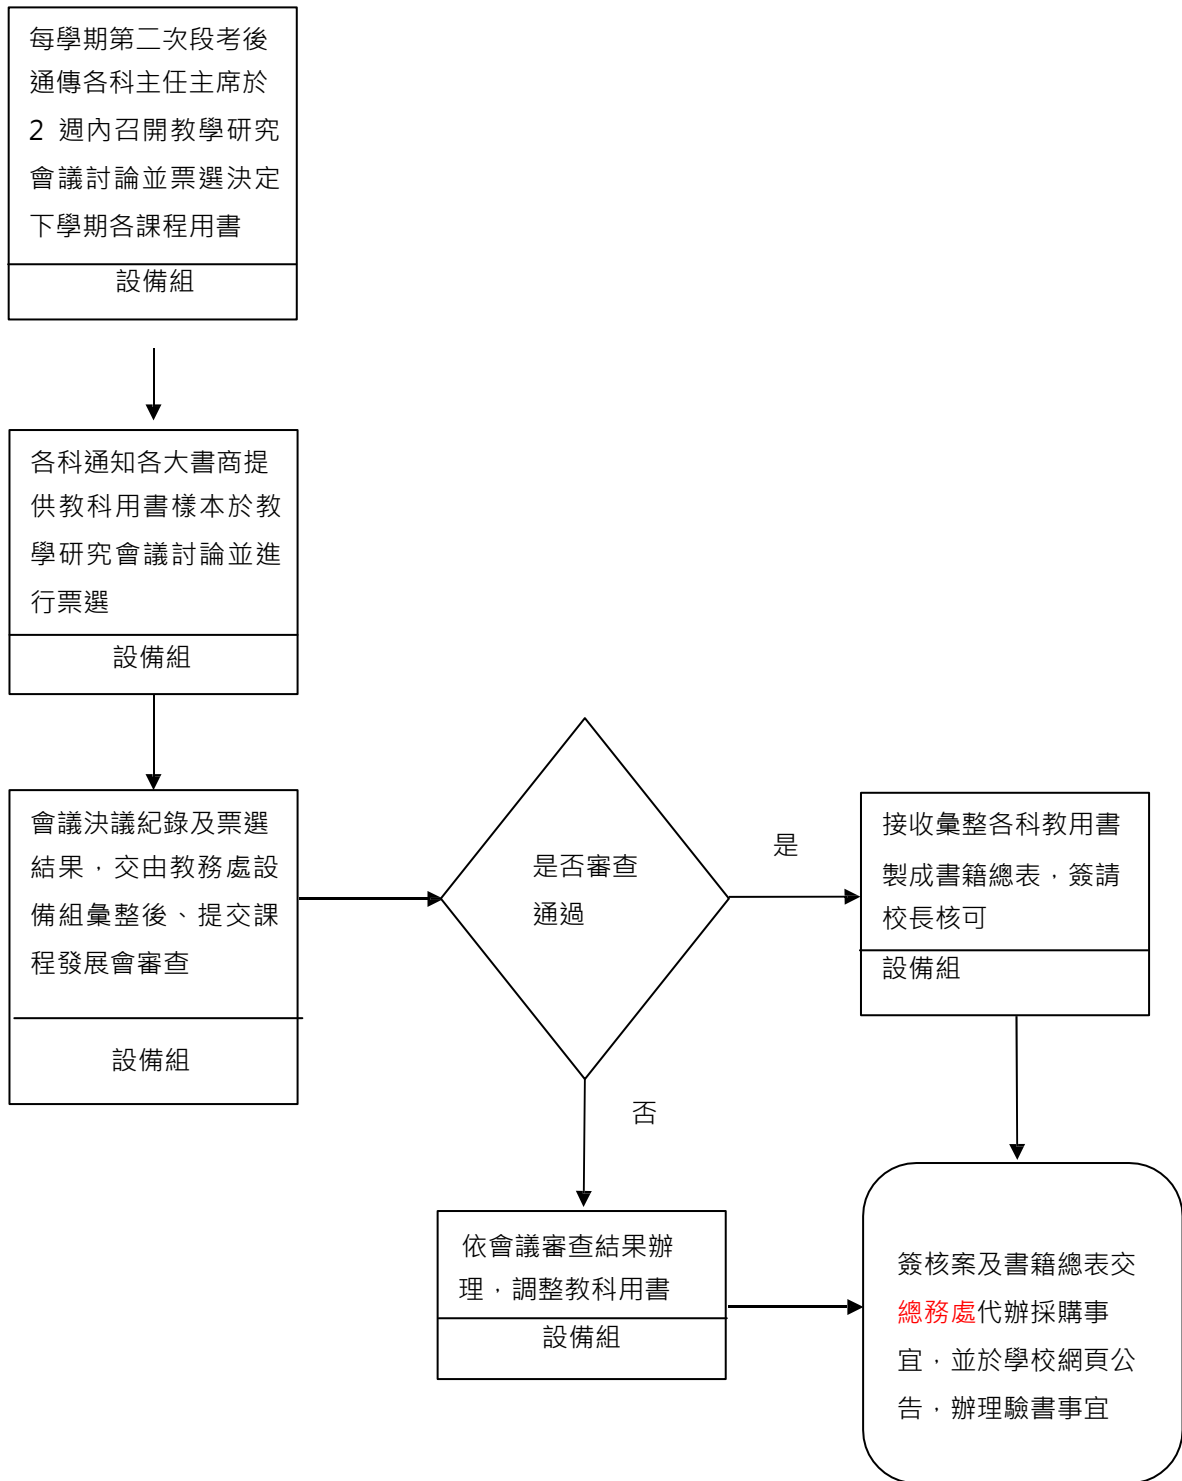 每學期第二次段考後
通傳各科主任主席於
2 週內召開教學研究
會議討論並票選決定
下學期各課程用書
設備組
各科通知各大書商提
供教科用書樣本於教
學研究會議討論並進
行票選
設備組
會議決議紀錄及票選
結果，交由教務處設
備組彙整後、提交課
程發展會審查
設備組
是否審查
通過
是
否
接收彙整各科教用書
製成書籍總表，簽請
校長核可
設備組
依會議審查結果辦
理，調整教科用書
設備組
簽核案及書籍總表交
總務處代辦採購事
宜，並於學校網頁公
告，辦理驗書事宜